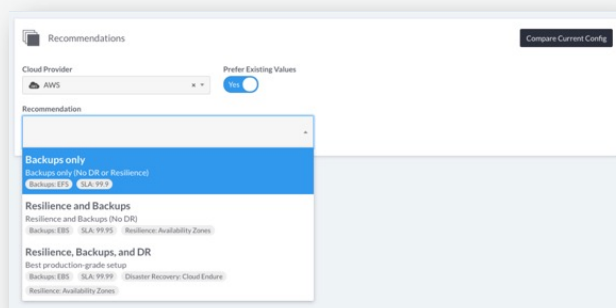 Recommendations
Compare Current Config
Cloud Provider
Prefer Existing Values
AWS
× 
Yes
Recommendation
Backups only
Backups only (No DR or Resilience)
Backups: EFS SLA: 99.9
Resilience and Backups
Resilience and Backups (No DR)
Backups: EBS SLA: 99.95 Resilience: Availability Zones
Resilience, Backups, and DR
Best production-grade setup
Backups: EBS SLA: 99.99 Disaster Recovery: Cloud Endure
Resilience: Availability Zones